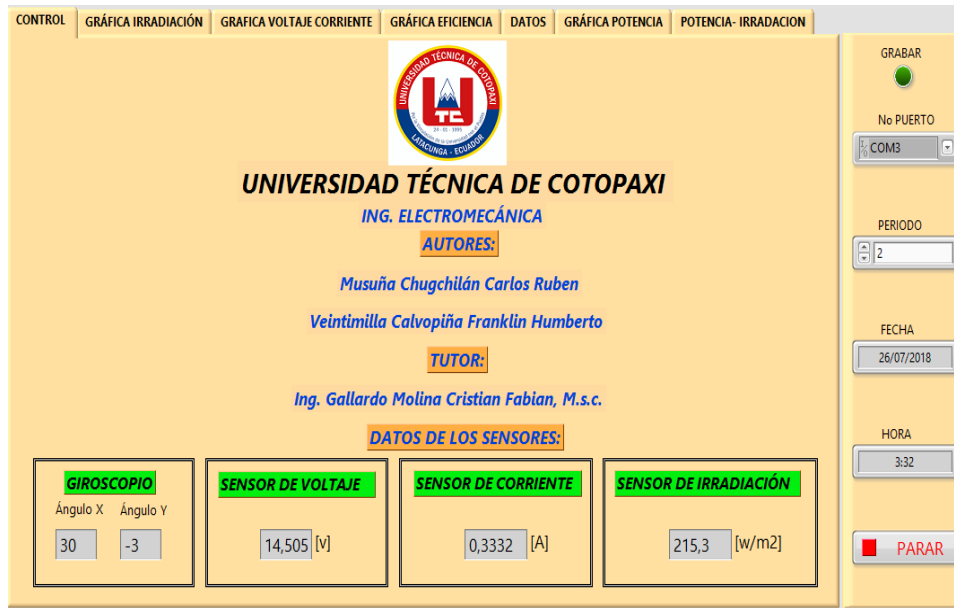 CONTROL
GRÁFICA IRRADIACIÓN
GRAFICA VOLTAJE CORRIENTE
GRÁFICA EFICIENCIA
DATOS
GRÁFICA POTENCIA
POTENCIA- IRRADACION
UNIVERSIDAD TÉCNICA DE COTOPAXI
UTC
LATACUNGA - ECUADOR
UNIVERSIDAD TÉCNICA DE COTOPAXI
ING. ELECTROMECÁNICA
AUTORES:
Musuña Chugchilán Carlos Ruben
Veintimilla Calvopiña Franklin Humberto
TUTOR:
Ing. Gallardo Molina Cristian Fabian, M.s.c.
DATOS DE LOS SENSORES:
GIROSCOPIO
Ángulo X Ángulo Y
30 -3
SENSOR DE VOLTAJE
14,505 [v]
SENSOR DE CORRIENTE
0,3332 [A]
SENSOR DE IRRADIACIÓN
215,3 [w/m2]
GRABAR
No PUERTO
COM3
PERIODO
2
FECHA
26/07/2018
HORA
3:32
PARAR